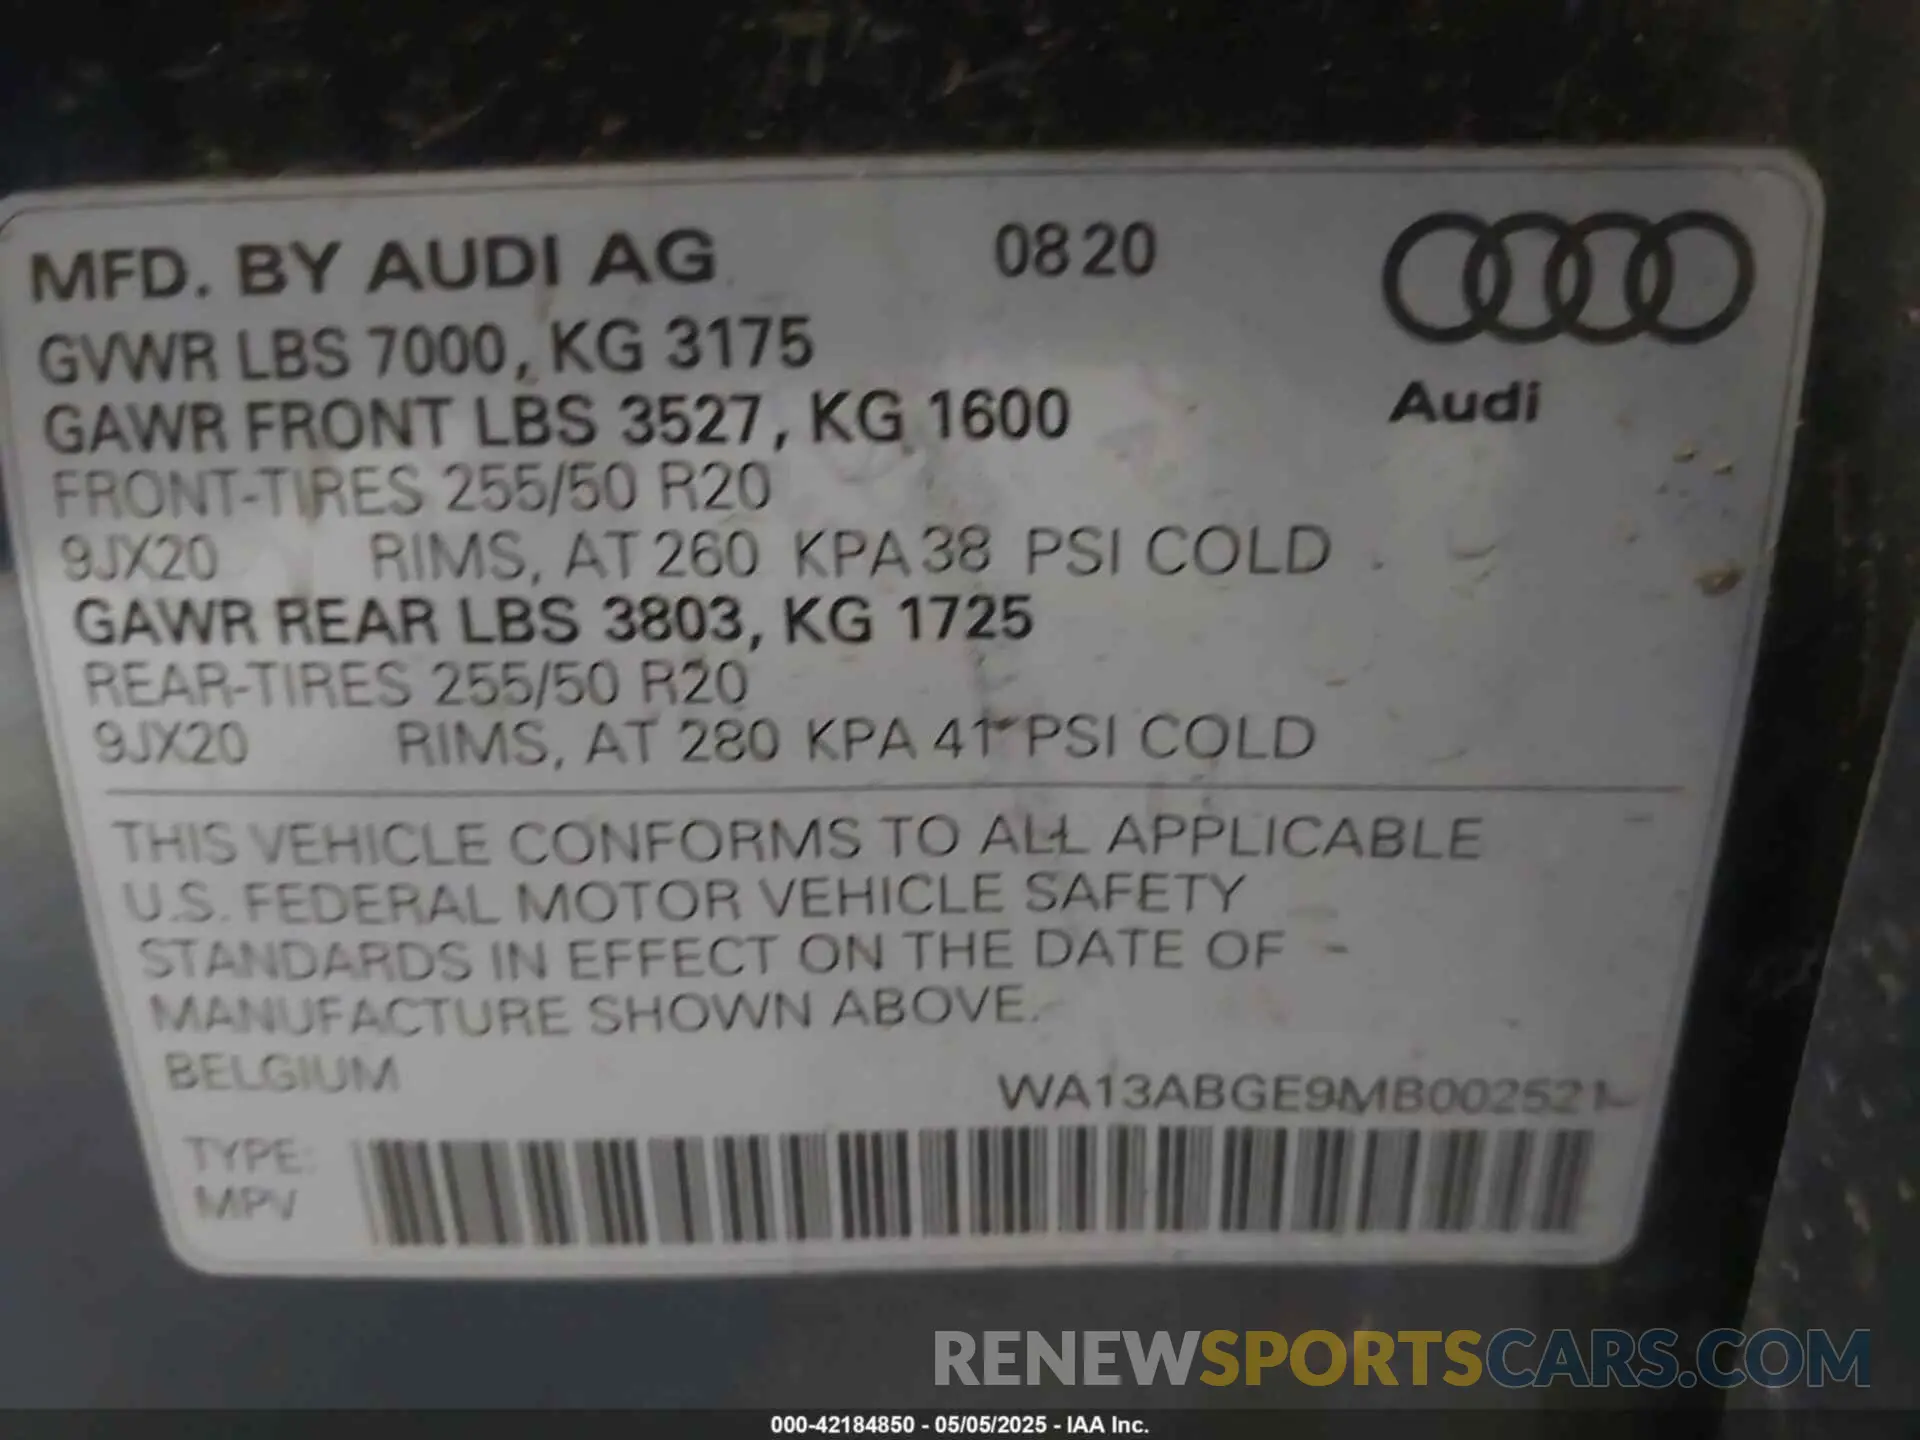 MFD. BY AUDI AG 0820
GVWR LBS 7000, KG 3175
GAWR FRONT LBS 3527, KG 1600
Audi
FRONT-TIRES 255/50 R20
9JX20 RIMS, AT 260 KPA 38 PSI COLD
GAWR REAR LBS 3803, KG 1725
REAR-TIRES 255/50 R20
9JX20 RIMS, AT 280 KPA 41 PSI COLD
THIS VEHICLE CONFORMS TO ALL APPLICABLE
U.S. FEDERAL MOTOR VEHICLE SAFETY
STANDARDS IN EFFECT ON THE DATE OF
MANUFACTURE SHOWN ABOVE.
BELGIUM WA13ABGE9MB002521
TYPE:
MPV
RENEWSPORTSCARS.COM
000-42184850 - 05/05/2025 - IAA Inc.